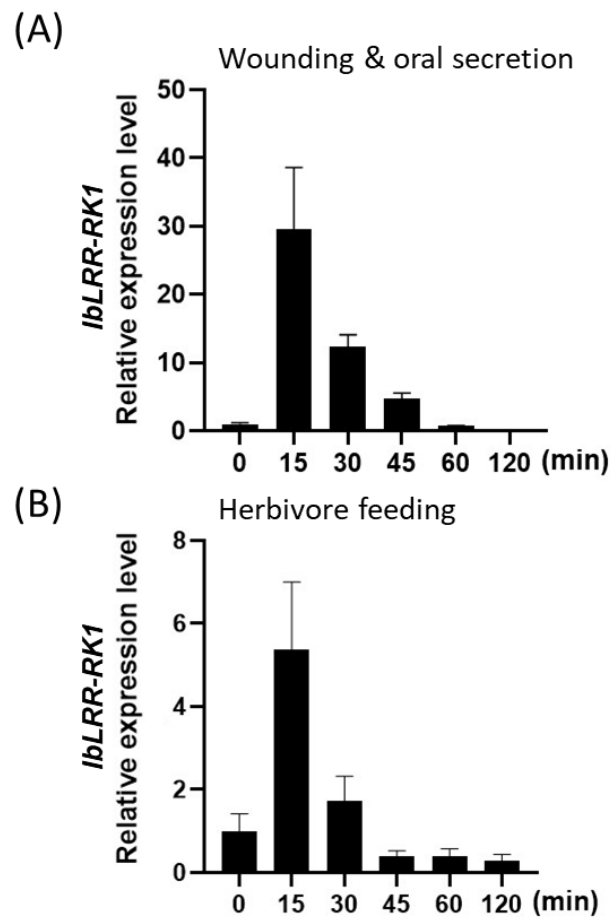 (A)
Wounding & oral secretion
IbLRR-RK1
Relative expression level
50
40
30
20
10
0
0 15 30 45 60 120 (min)
(B)
Herbivore feeding
IbLRR-RK1
Relative expression level
8
6
4
2
0
0 15 30 45 60 120 (min)